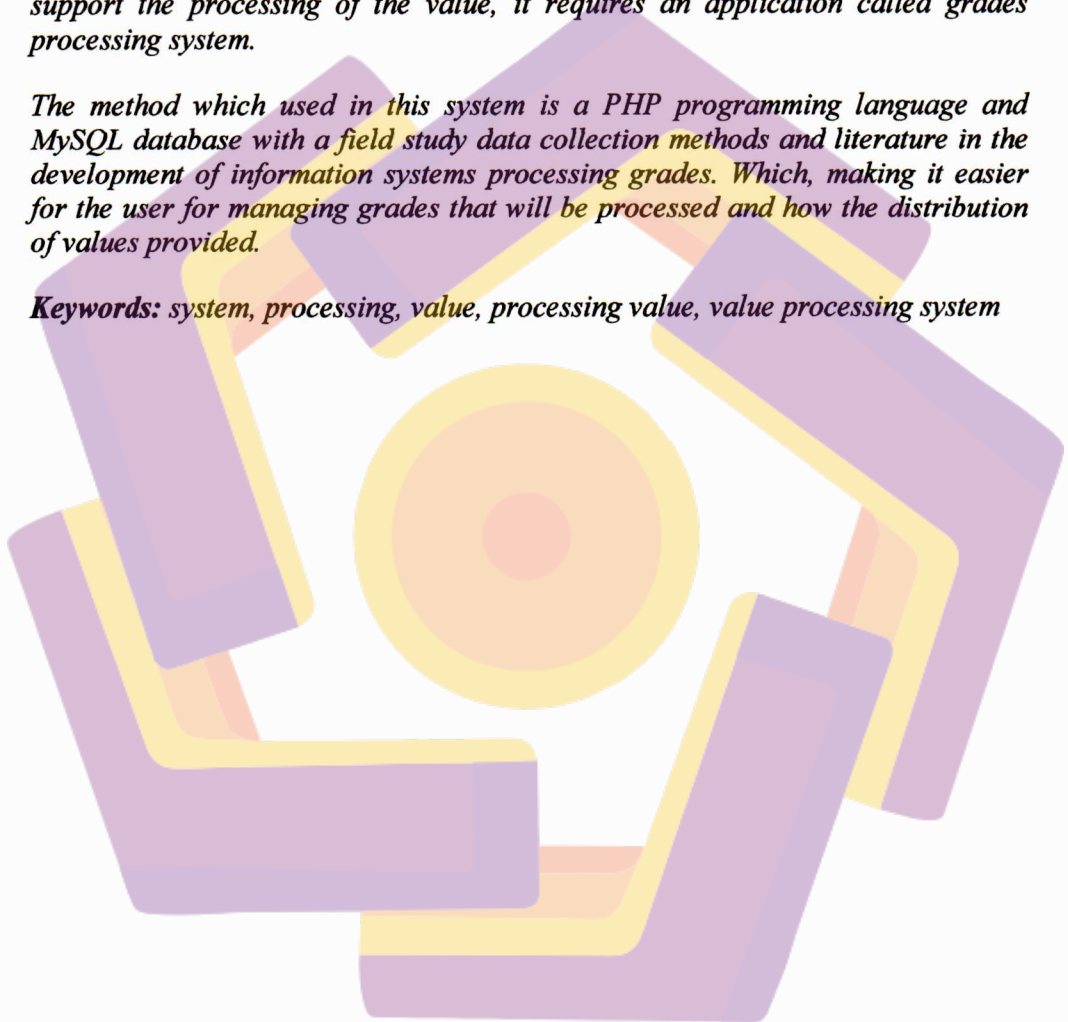 support the processing of the value, it requires an application called grades
processing system.
The method which used in this system is a PHP programming language and
MySQL database with a field study data collection methods and literature in the
development of information systems processing grades. Which, making it easier
for the user for managing grades that will be processed and how the distribution
of values provided.
Keywords: system, processing, value, processing value, value processing system